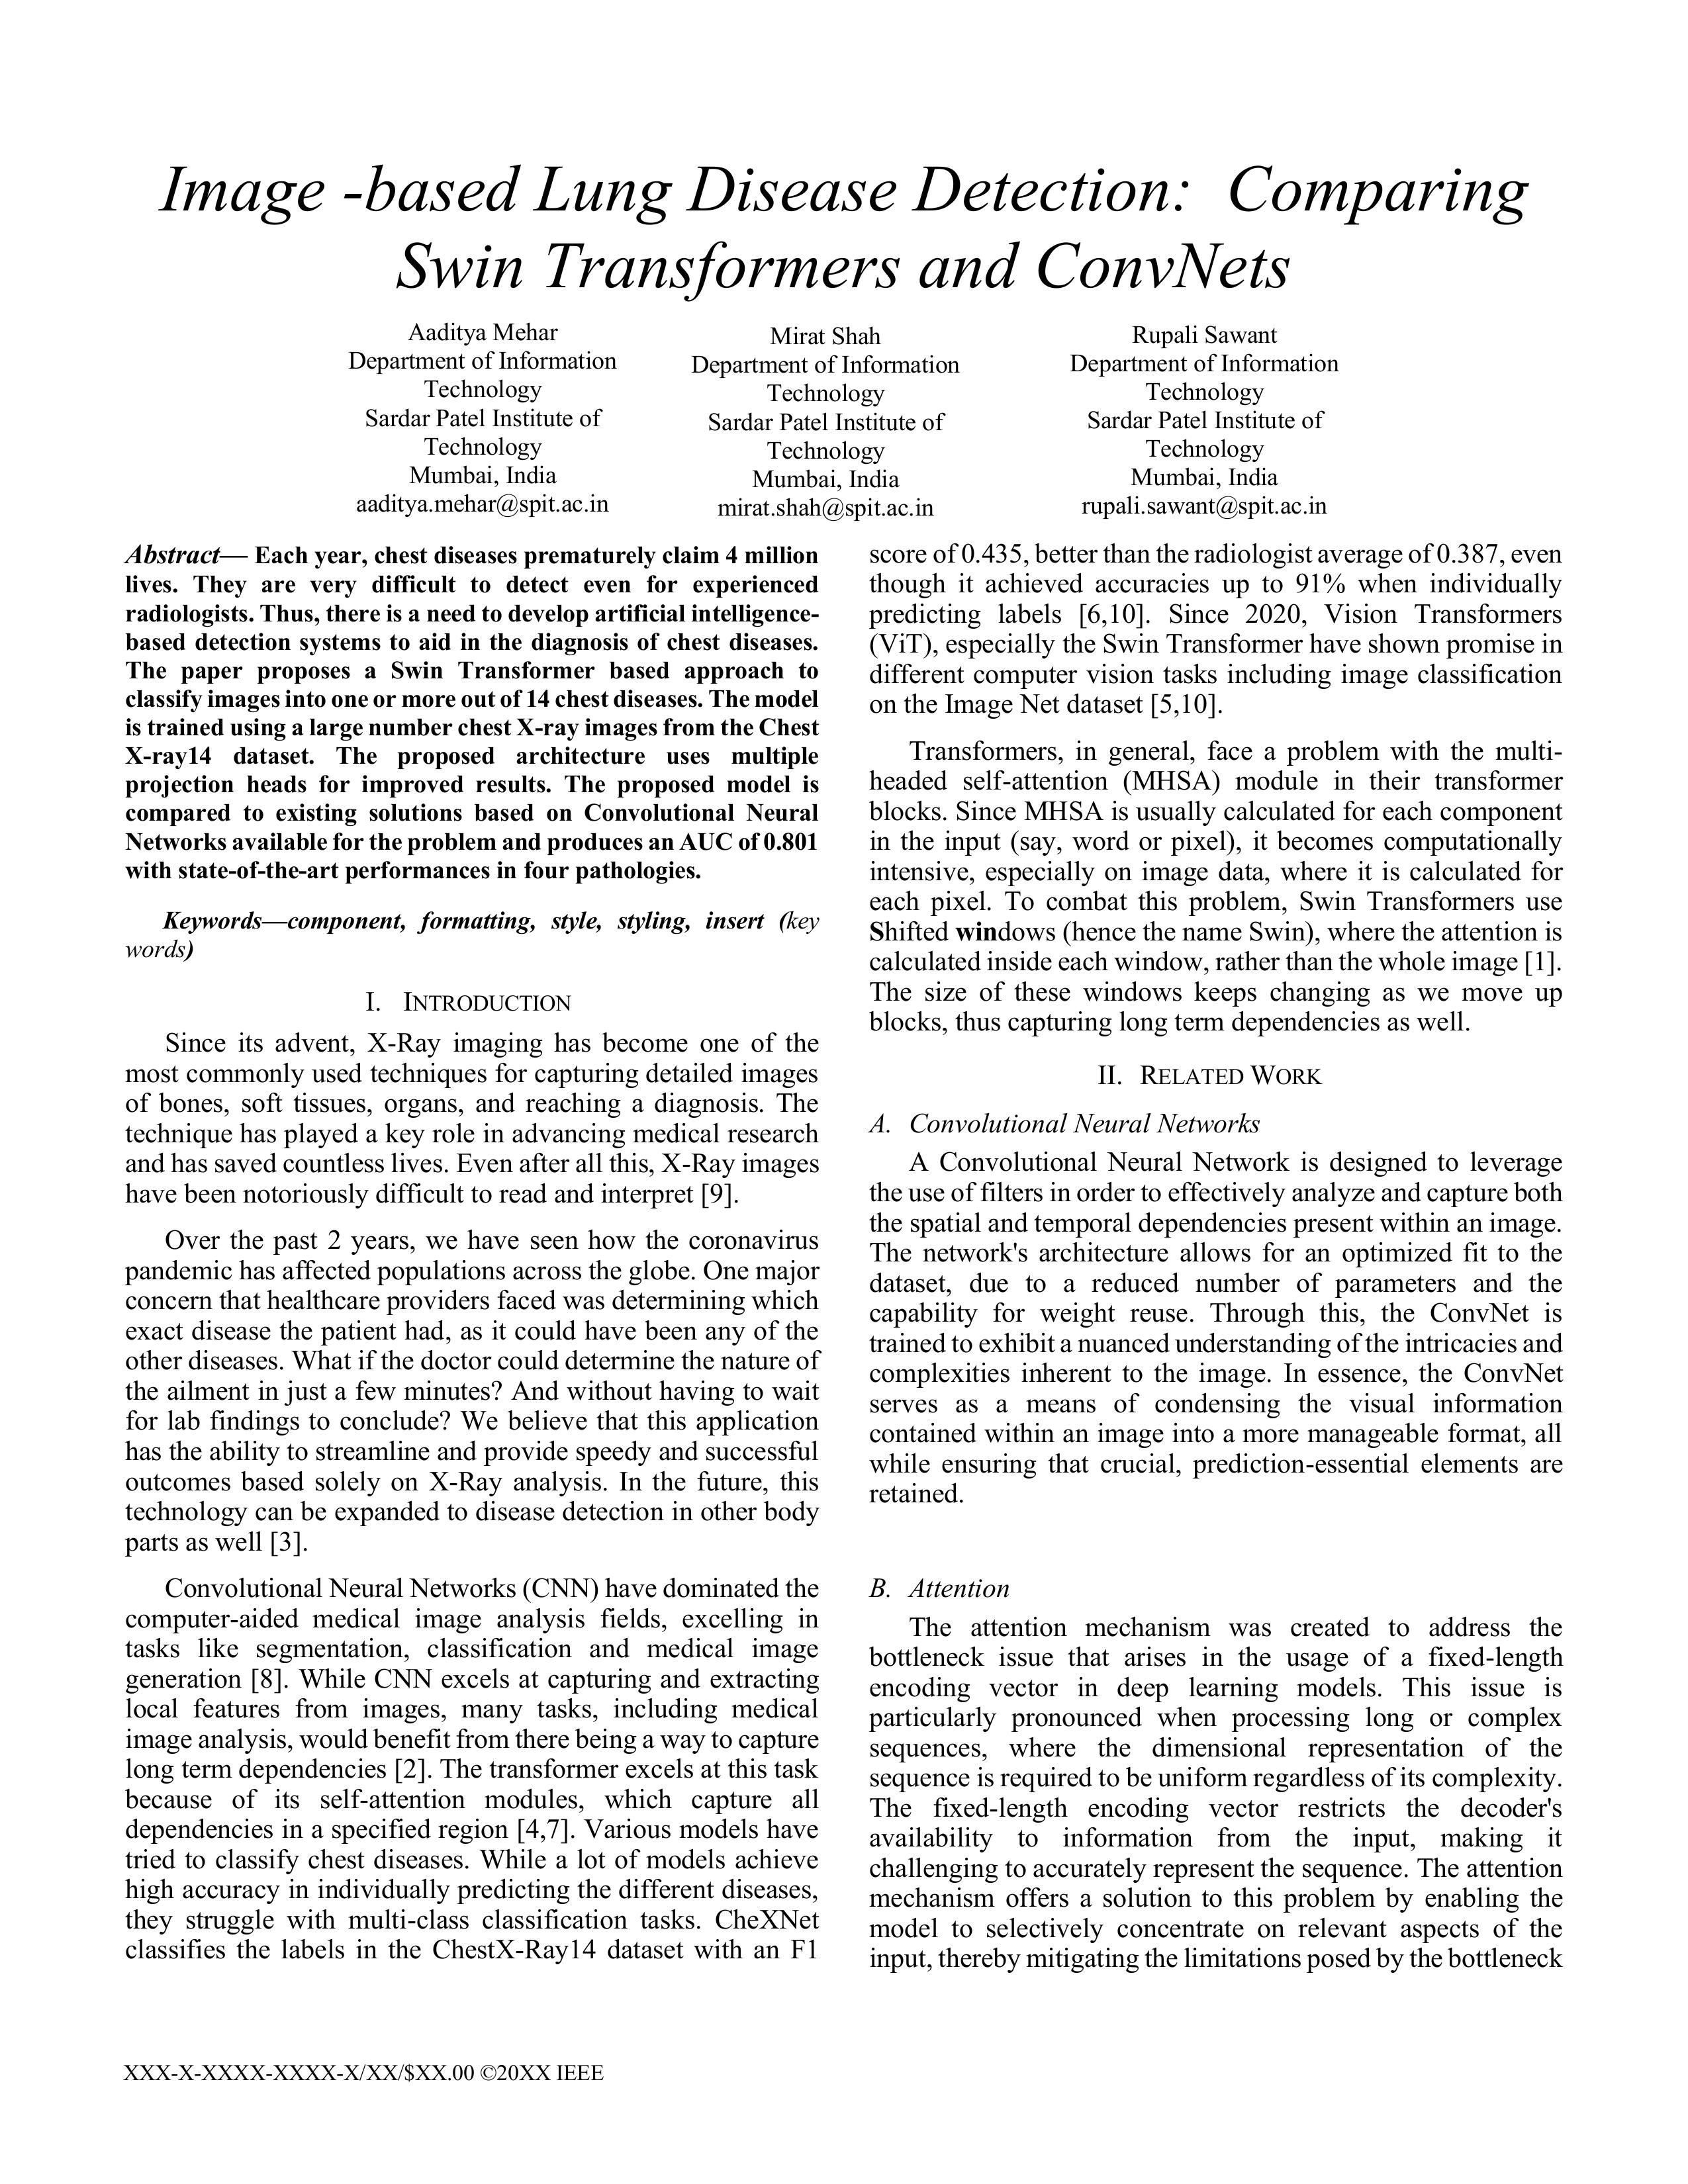 Image -based Lung Disease Detection: Comparing
Swin Transformers and ConvNets
Aaditya Mehar
Department of Information
Technology
Sardar Patel Institute of
Technology
Mumbai, India
aaditya.mehar@spit.ac.in
Mirat Shah
Department of Information
Technology
Sardar Patel Institute of
Technology
Mumbai, India
mirat.shah@spit.ac.in
Rupali Sawant
Department of Information
Technology
Sardar Patel Institute of
Technology
Mumbai, India
rupali.sawant@spit.ac.in
Abstract— Each year, chest diseases prematurely claim 4 million
lives. They are very difficult to detect even for experienced
radiologists. Thus, there is a need to develop artificial intelligence-
based detection systems to aid in the diagnosis of chest diseases.
The paper proposes a Swin Transformer based approach to
classify images into one or more out of 14 chest diseases. The model
is trained using a large number chest X-ray images from the Chest
X-ray14 dataset. The proposed architecture uses multiple
projection heads for improved results. The proposed model is
compared to existing solutions based on Convolutional Neural
Networks available for the problem and produces an AUC of 0.801
with state-of-the-art performances in four pathologies.
Keywords—component, formatting, style, styling, insert (key
words)
I. INTRODUCTION
Since its advent, X-Ray imaging has become one of the
most commonly used techniques for capturing detailed images
of bones, soft tissues, organs, and reaching a diagnosis. The
technique has played a key role in advancing medical research
and has saved countless lives. Even after all this, X-Ray images
have been notoriously difficult to read and interpret [9].
Over the past 2 years, we have seen how the coronavirus
pandemic has affected populations across the globe. One major
concern that healthcare providers faced was determining which
exact disease the patient had, as it could have been any of the
other diseases. What if the doctor could determine the nature of
the ailment in just a few minutes? And without having to wait
for lab findings to conclude? We believe that this application
has the ability to streamline and provide speedy and successful
outcomes based solely on X-Ray analysis. In the future, this
technology can be expanded to disease detection in other body
parts as well [3].
Convolutional Neural Networks (CNN) have dominated the
computer-aided medical image analysis fields, excelling in
tasks like segmentation, classification and medical image
generation [8]. While CNN excels at capturing and extracting
local features from images, many tasks, including medical
image analysis, would benefit from there being a way to capture
long term dependencies [2]. The transformer excels at this task
because of its self-attention modules, which capture all
dependencies in a specified region [4,7]. Various models have
tried to classify chest diseases. While a lot of models achieve
high accuracy in individually predicting the different diseases,
they struggle with multi-class classification tasks. CheXNet
classifies the labels in the ChestX-Ray14 dataset with an F1
score of 0.435, better than the radiologist average of 0.387, even
though it achieved accuracies up to 91% when individually
predicting labels [6,10]. Since 2020, Vision Transformers
(ViT), especially the Swin Transformer have shown promise in
different computer vision tasks including image classification
on the Image Net dataset [5,10].
Transformers, in general, face a problem with the multi-
headed self-attention (MHSA) module in their transformer
blocks. Since MHSA is usually calculated for each component
in the input (say, word or pixel), it becomes computationally
intensive, especially on image data, where it is calculated for
each pixel. To combat this problem, Swin Transformers use
Shifted windows (hence the name Swin), where the attention is
calculated inside each window, rather than the whole image [1].
The size of these windows keeps changing as we move up
blocks, thus capturing long term dependencies as well.
II. RELATED WORK
A. Convolutional Neural Networks
A Convolutional Neural Network is designed to leverage
the use of filters in order to effectively analyze and capture both
the spatial and temporal dependencies present within an image.
The network's architecture allows for an optimized fit to the
dataset, due to a reduced number of parameters and the
capability for weight reuse. Through this, the ConvNet is
trained to exhibit a nuanced understanding of the intricacies and
complexities inherent to the image. In essence, the ConvNet
serves as a means of condensing the visual information
contained within an image into a more manageable format, all
while ensuring that crucial, prediction-essential elements are
retained.
B. Attention
The attention mechanism was created to address the
bottleneck issue that arises in the usage of a fixed-length
encoding vector in deep learning models. This issue is
particularly pronounced when processing long or complex
sequences, where the dimensional representation of the
sequence is required to be uniform regardless of its complexity.
The fixed-length encoding vector restricts the decoder's
availability to information from the input, making it
challenging to accurately represent the sequence. The attention
mechanism offers a solution to this problem by enabling the
model to selectively concentrate on relevant aspects of the
input, thereby mitigating the limitations posed by the bottleneck
XXX-X-XXXX-XXXX-X/XX/$XX.00 ©20XX IEEE